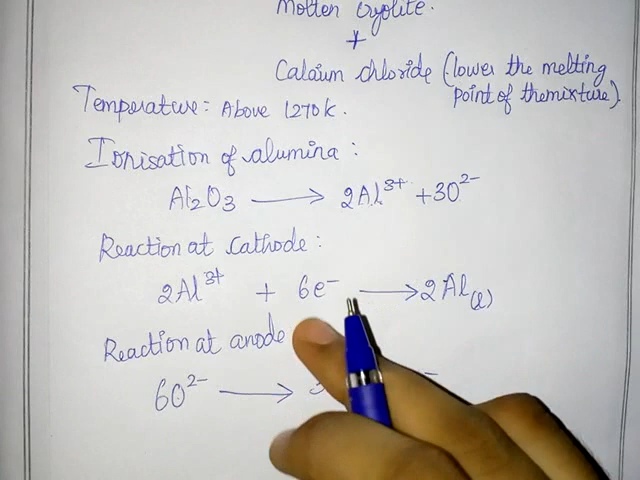 Molten Cryolite.
+
Calcium chloride (lower the melting
point of the mixture).
Temperature: Above 1270k.
Ionisation of alumina:
Al2O3 ⟶ 2Al³⁺ + 3O²⁻
Reaction at Cathode:
2Al³⁺ + 6e⁻ ⟶ 2Al(l)
Reaction at anode
6O²⁻ ⟶